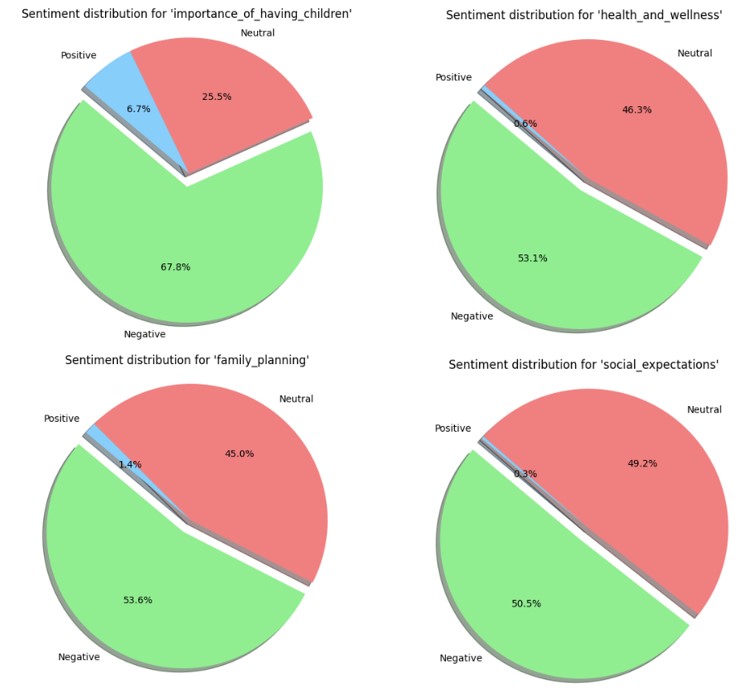 Sentiment distribution for 'importance_of_having_children'
Neutral
Positive
25.5%
6.7%
67.8%
Negative
Sentiment distribution for 'health_and_wellness'
Neutral
Positive
46.3%
0.6%
53.1%
Negative
Sentiment distribution for 'family_planning'
Neutral
Positive
45.0%
1.4%
53.6%
Negative
Sentiment distribution for 'social_expectations'
Neutral
Positive
49.2%
0.3%
50.5%
Negative